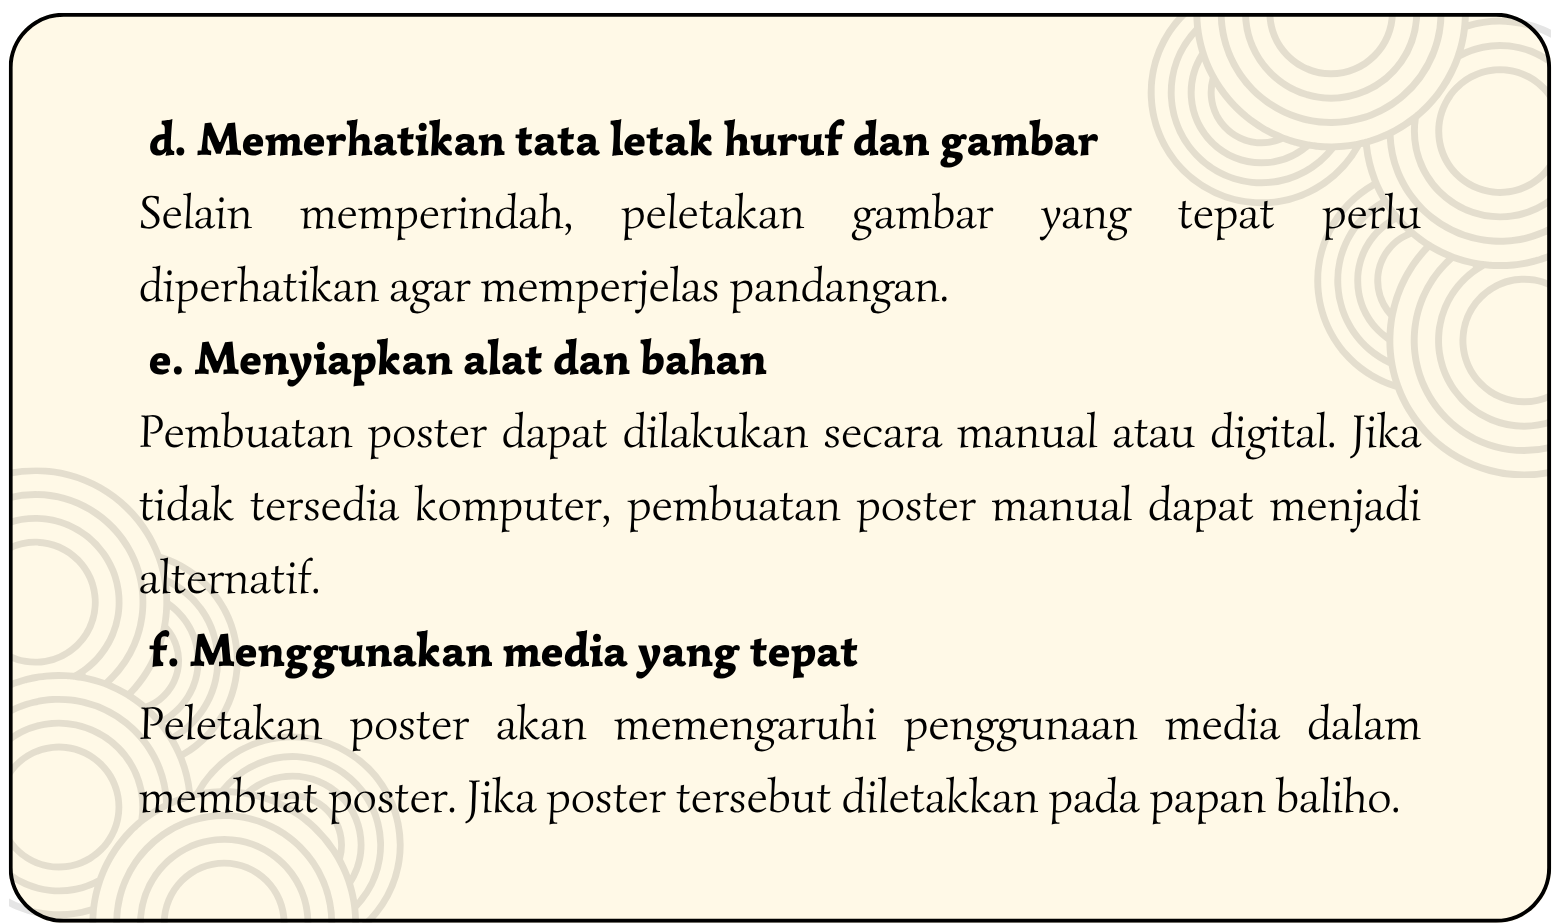 d. Memerhatikan tata letak huruf dan gambar
Selain memperindah, peletakan gambar yang tepat perlu
diperhatikan agar memperjelas pandangan.
e. Menyiapkan alat dan bahan
Pembuatan poster dapat dilakukan secara manual atau digital. Jika
tidak tersedia komputer, pembuatan poster manual dapat menjadi
alternatif.
f. Menggunakan media yang tepat
Peletakan poster akan memengaruhi penggunaan media dalam
membuat poster. Jika poster tersebut diletakkan pada papan baliho.